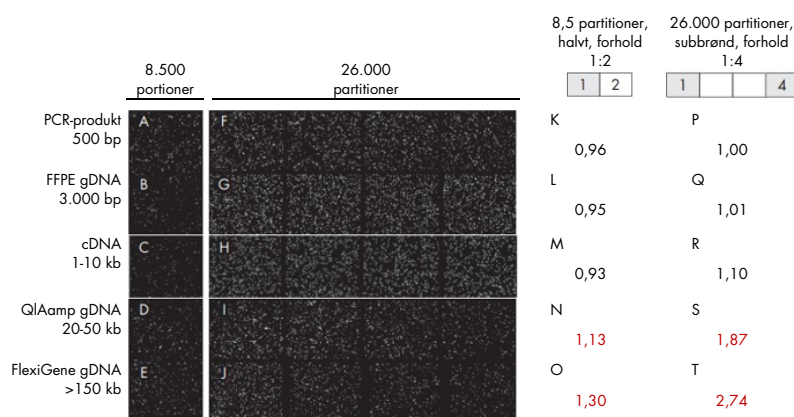 8,5 partitioner,
halvt, forhold
1:2
26.000 partitioner,
subbrønd, forhold
1:4
8.500
portioner
26.000
partitioner
1 2
1 4
PCR-produkt
500 bp
A F K P
0,96 1,00
FFPE gDNA
3.000 bp
B G L Q
0,95 1,01
cDNA
1-10 kb
C H M R
0,93 1,10
QIAamp gDNA
20-50 kb
D I N S
1,13 1,87
FlexiGene gDNA
>150 kb
E J O T
1,30 2,74